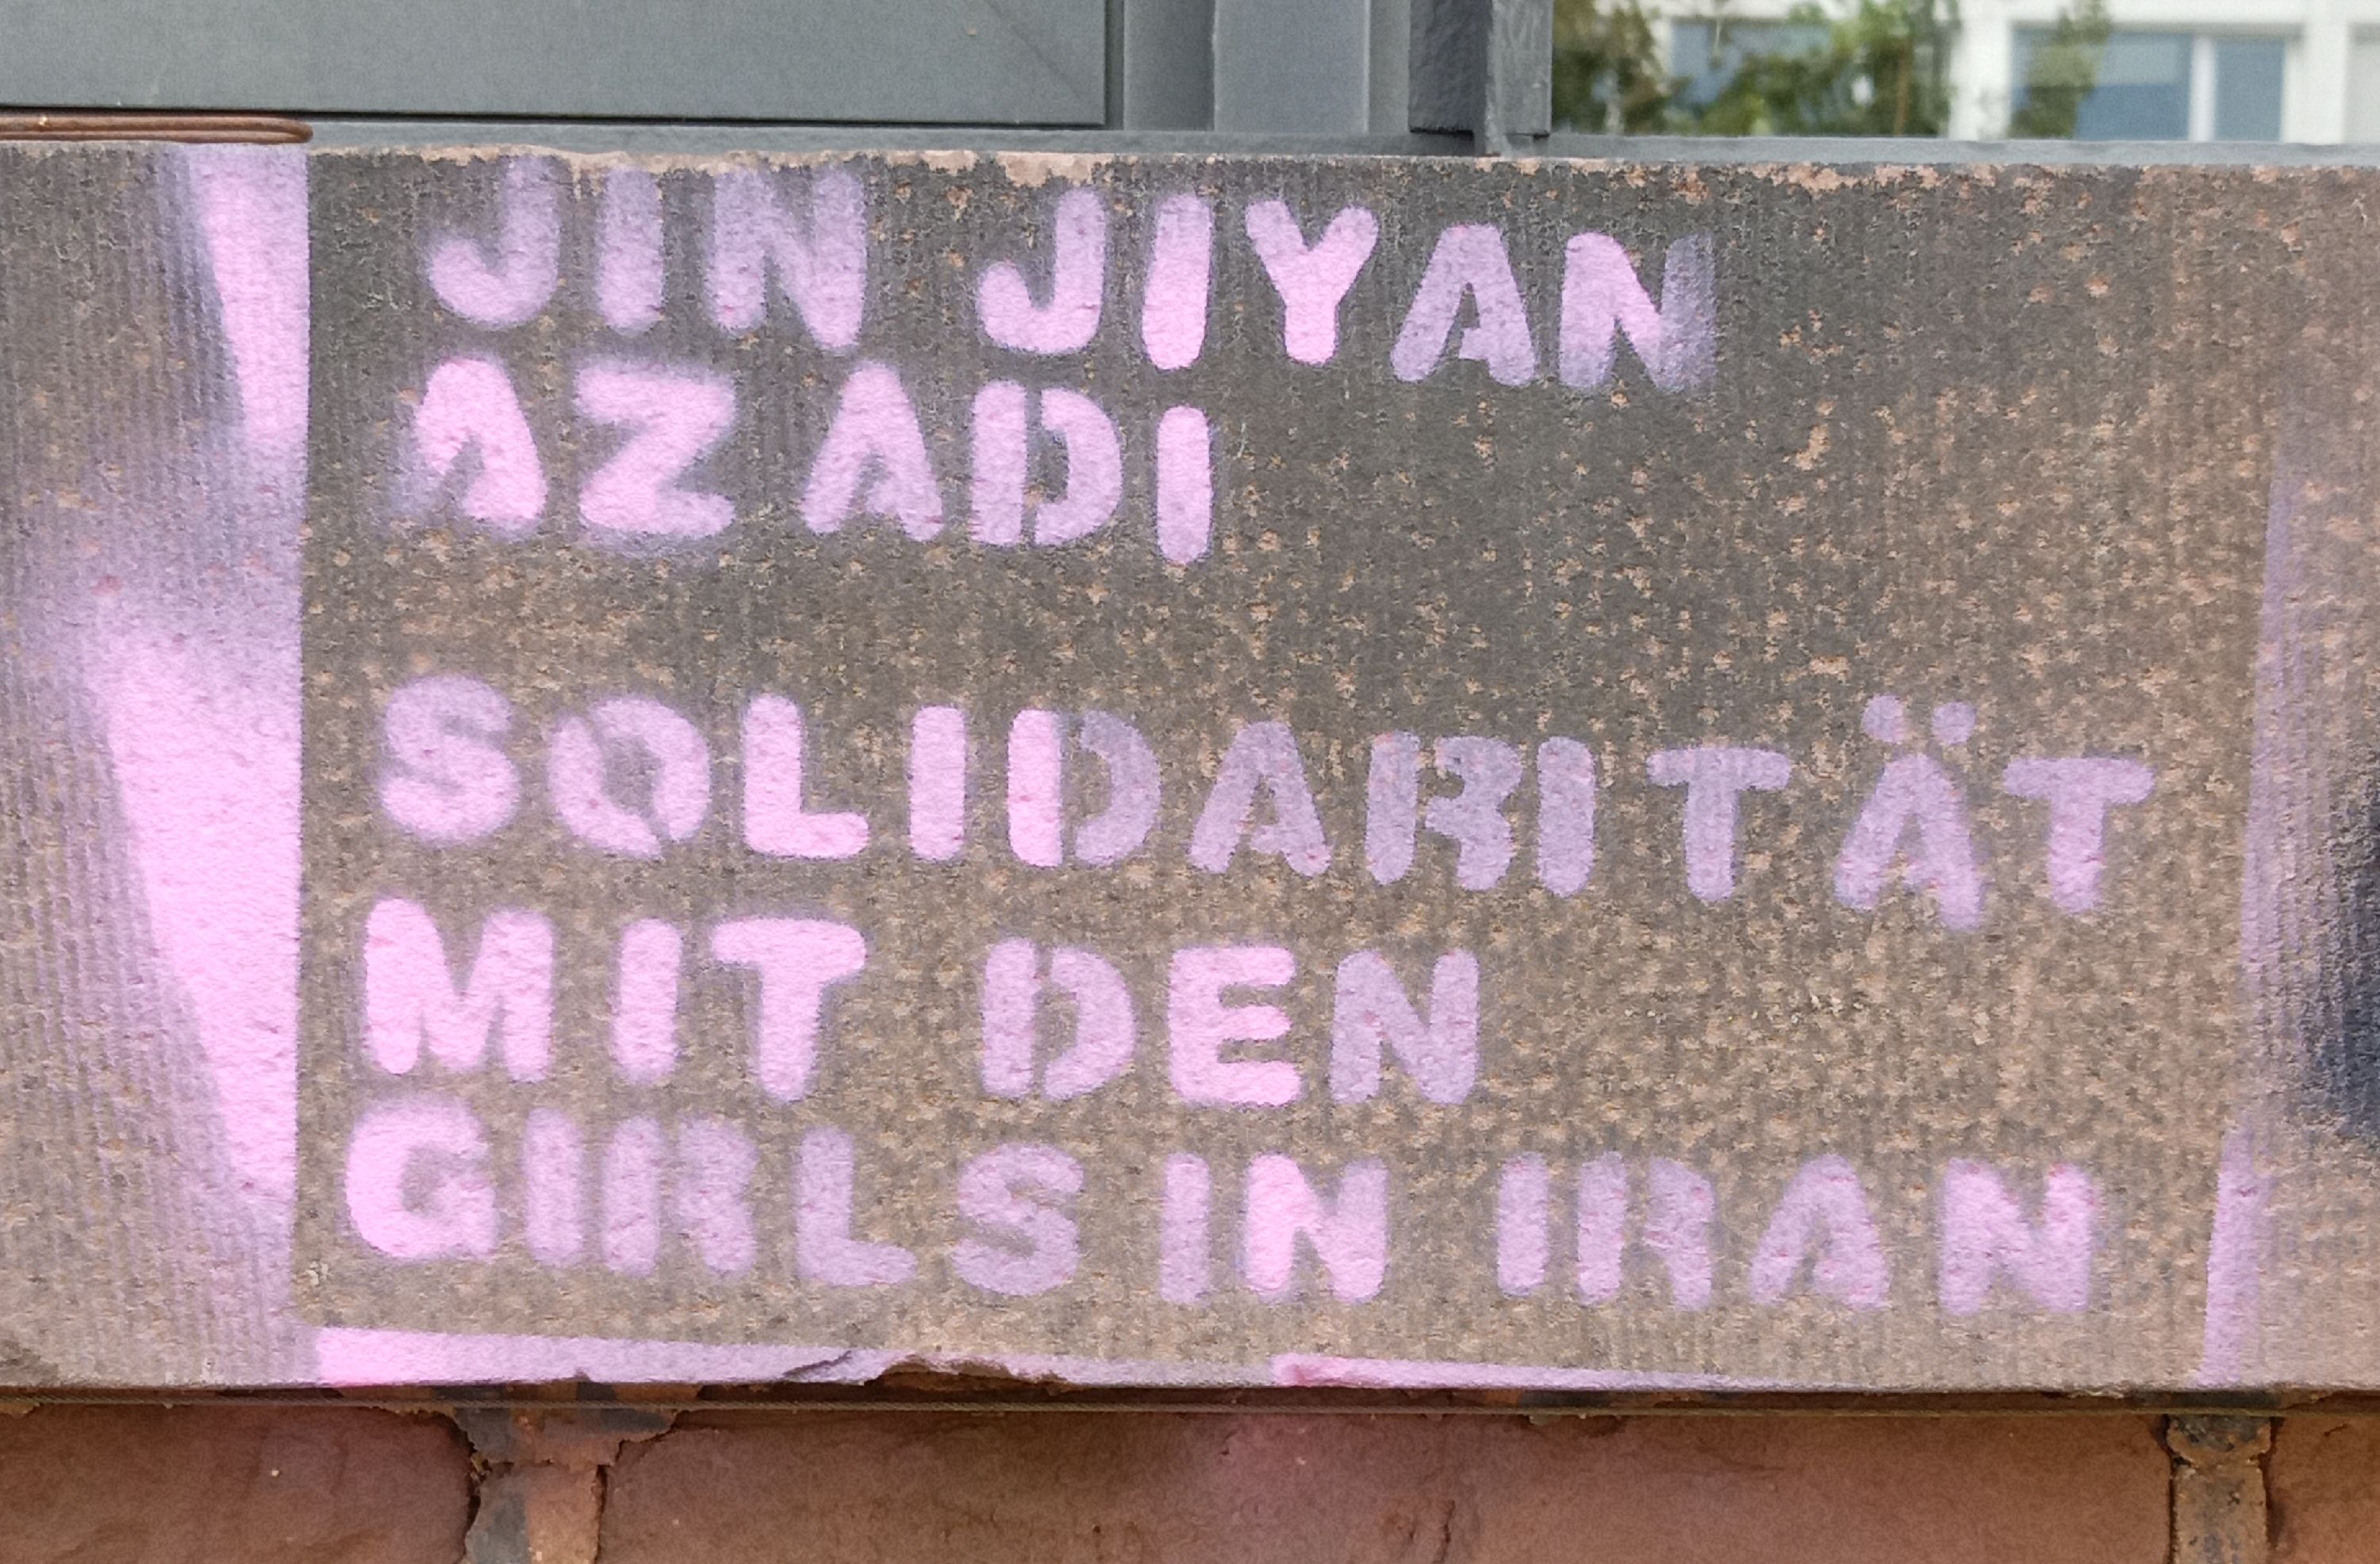 JIN JIYAN
AZADI
SOLIDARITÄT
MIT DEN
GIRLS IN IRAN